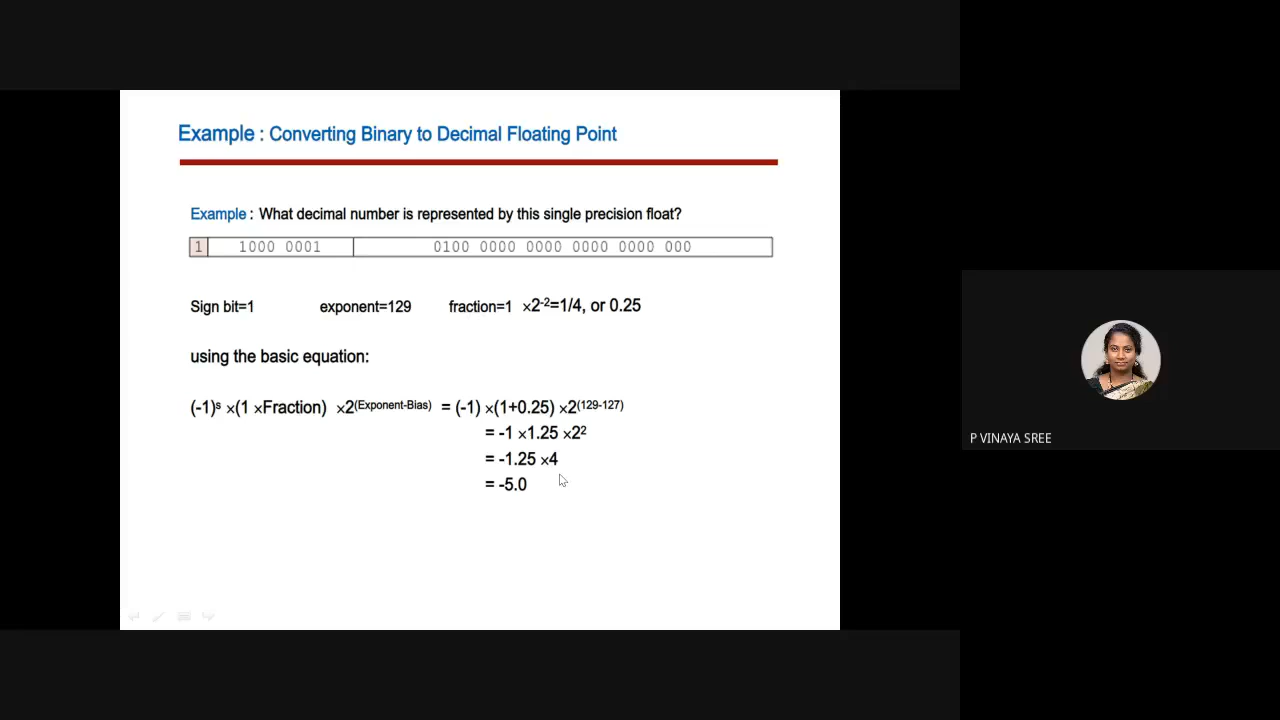 Example : Converting Binary to Decimal Floating Point
Example : What decimal number is represented by this single precision float?
1 1000 0001 0100 0000 0000 0000 0000 000
Sign bit=1 exponent=129 fraction=1 ×2⁻²=1/4, or 0.25
using the basic equation:
(-1)ˢ ×(1 ×Fraction) ×2⁽ᴱˣᵖᵒⁿᵉⁿᵗ⁻ᴮⁱᵃˢ⁾ = (-1) ×(1+0.25) ×2⁽¹²⁹⁻¹²⁷⁾
= -1 ×1.25 ×2²
= -1.25 ×4
= -5.0
P VINAYA SREE